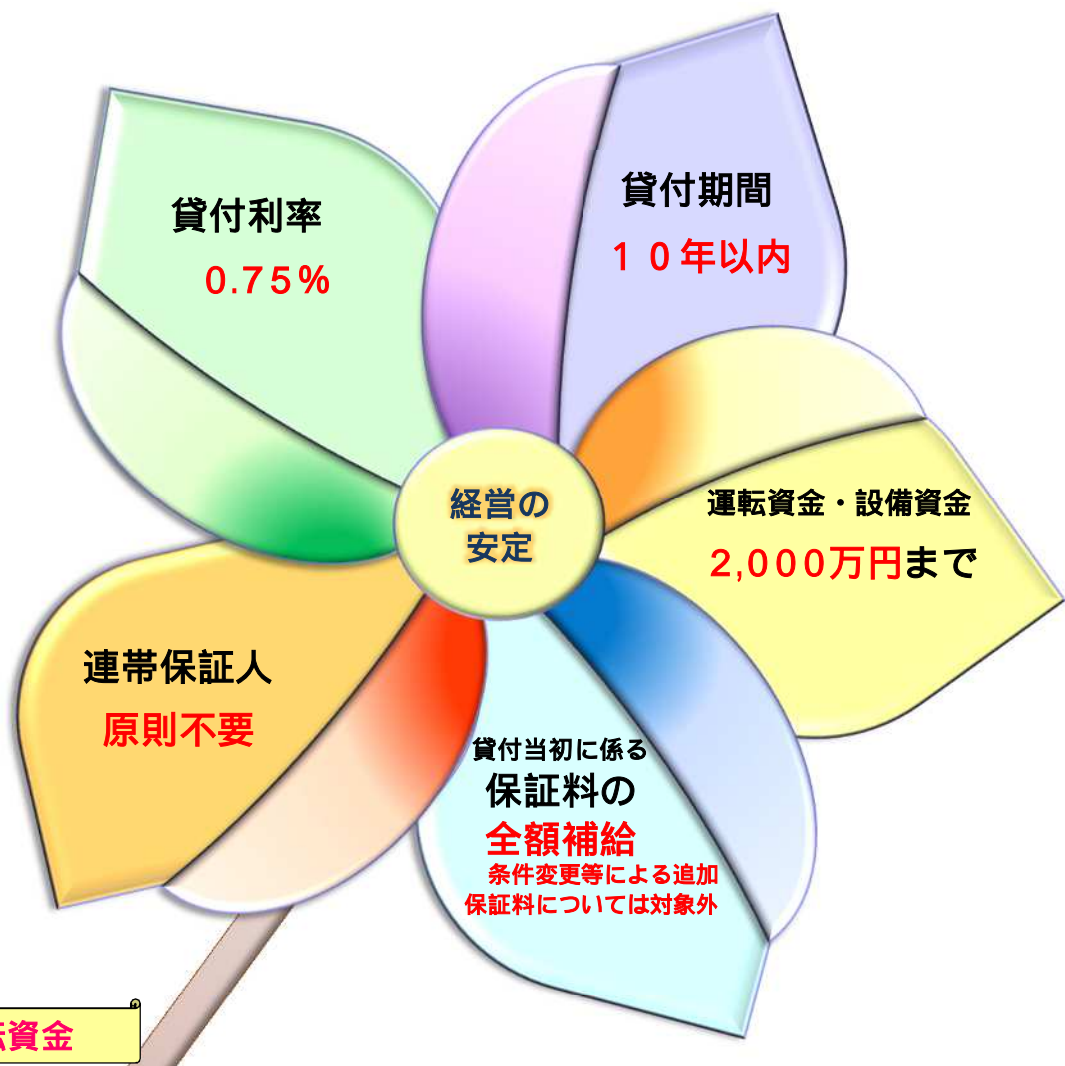 貸付利率
0.75%
貸付期間
10年以内
経営の
安定
運転資金・設備資金
2,000万円まで
連帯保証人
原則不要
貸付当初に係る
保証料の
全額補給
条件変更等による追加
保証料については対象外
転資金